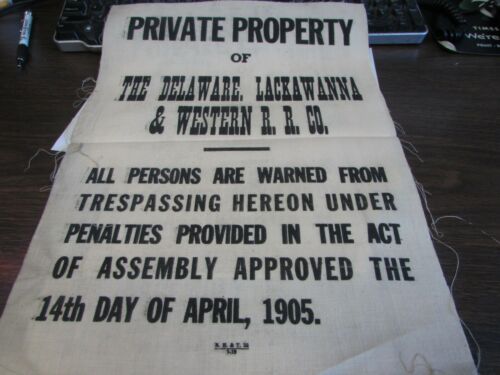 PRIVATE PROPERTY
OF
THE DELAWARE, LACKAWANNA
& WESTERN R. R. CO.
ALL PERSONS ARE WARNED FROM
TRESPASSING HEREON UNDER
PENALTIES PROVIDED IN THE ACT
OF ASSEMBLY APPROVED THE
14th DAY OF APRIL, 1905.